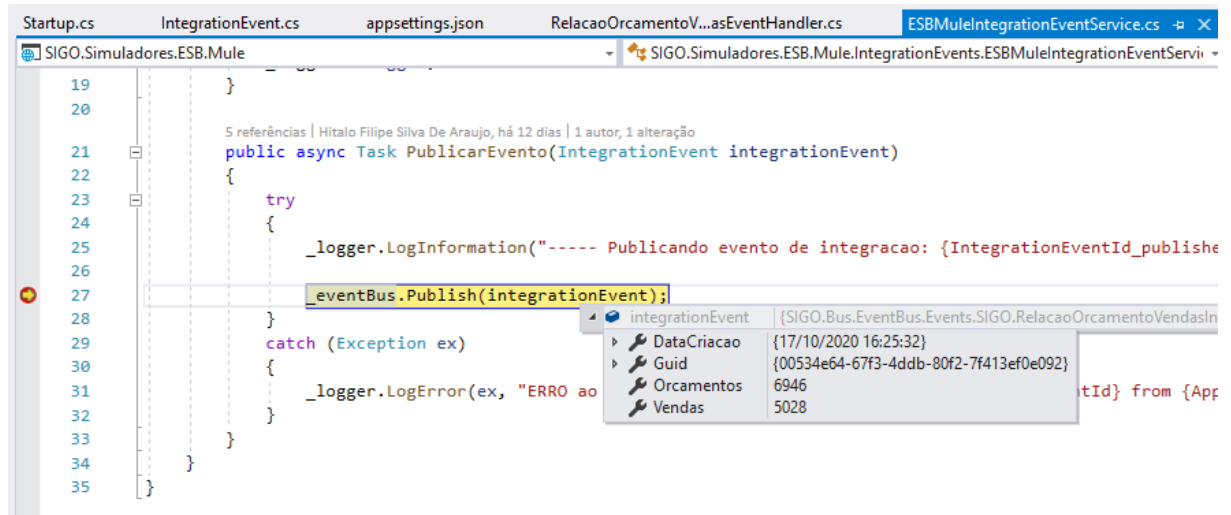 Startup.cs IntegrationEvent.cs appsettings.json RelacaoOrcamentoV...asEventHandler.cs ESBMuleIntegrationEventService.cs
SIGO.Simuladores.ESB.Mule SIGO.Simuladores.ESB.Mule.IntegrationEvents.ESBMuleIntegrationEventServi
19 }
20
5 referências | Hitalo Filipe Silva De Araujo, há 12 dias | 1 autor, 1 alteração
21 public async Task PublicarEvento(IntegrationEvent integrationEvent)
22 {
23 try
24 {
25 _logger.LogInformation("----- Publicando evento de integracao: {IntegrationEventId_publishe
26
27 _eventBus.Publish(integrationEvent);
28 }
integrationEvent {SIGO.Bus.EventBus.Events.SIGO.RelacaoOrcamentoVendasIn
29 catch (Exception ex)
DataCriacao {17/10/2020 16:25:32}
30 {
Guid {00534e64-67f3-4ddb-80f2-7f413ef0e092}
31 _logger.LogError(ex, "ERRO ao
Orcamentos 6946
tId} from {App
32 }
Vendas 5028
33 }
34 }
35 }